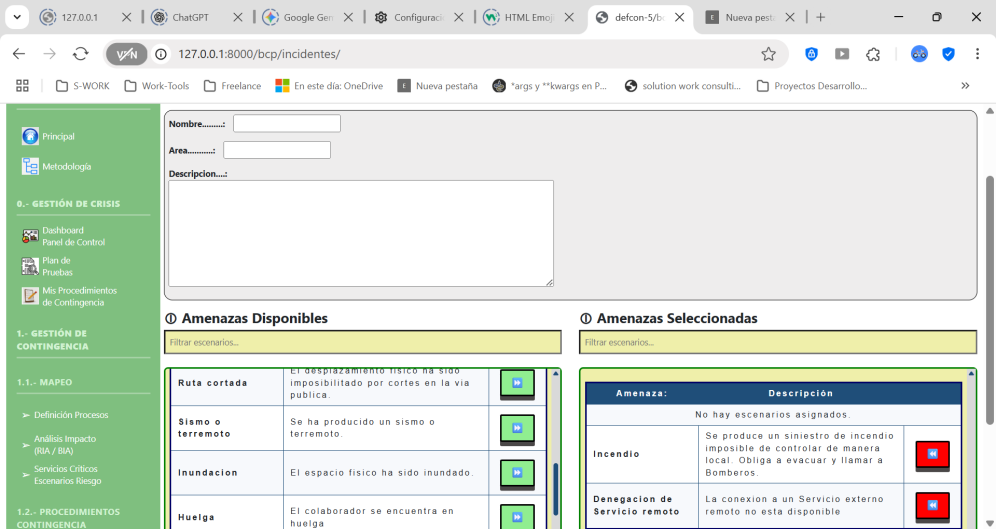 127.0.0.1
ChatGPT
Google Gen
Configuraci
HTML Emoj
defcon-5/bc
Nueva pest
127.0.0.1:8000/bcp/incidentes/
S-WORK
Work-Tools
Freelance
En este día: OneDrive
Nueva pestaña
*args y **kwargs en P...
solution work consulti...
Proyectos Desarrollo...
Principal
Metodología
0.- GESTIÓN DE CRISIS
Dashboard
Panel de Control
Plan de
Pruebas
Mis Procedimientos
de Contingencia
1.- GESTIÓN DE
CONTINGENCIA
1.1.- MAPEO
➢ Definición Procesos
➢ Análisis Impacto
(RIA / BIA)
➢ Servicios Críticos
Escenarios Riesgo
1.2.- PROCEDIMIENTOS
CONTINGENCIA
Nombre.........:
Area...........:
Descripcion....:
Amenazas Disponibles
Filtrar escenarios...
Ruta cortada
El desplazamiento fisico ha sido
imposibilitado por cortes en la via
publica.
Sismo o
terremoto
Se ha producido un sismo o
terremoto.
Inundacion
El espacio fisico ha sido inundado.
Huelga
El colaborador se encuentra en
huelga
Amenazas Seleccionadas
Filtrar escenarios...
Amenaza:
Descripción
No hay escenarios asignados.
Incendio
Se produce un siniestro de incendio
imposible de controlar de manera
local. Obliga a evacuar y llamar a
Bomberos.
Denegacion de
Servicio remoto
La conexion a un Servicio externo
remoto no esta disponible